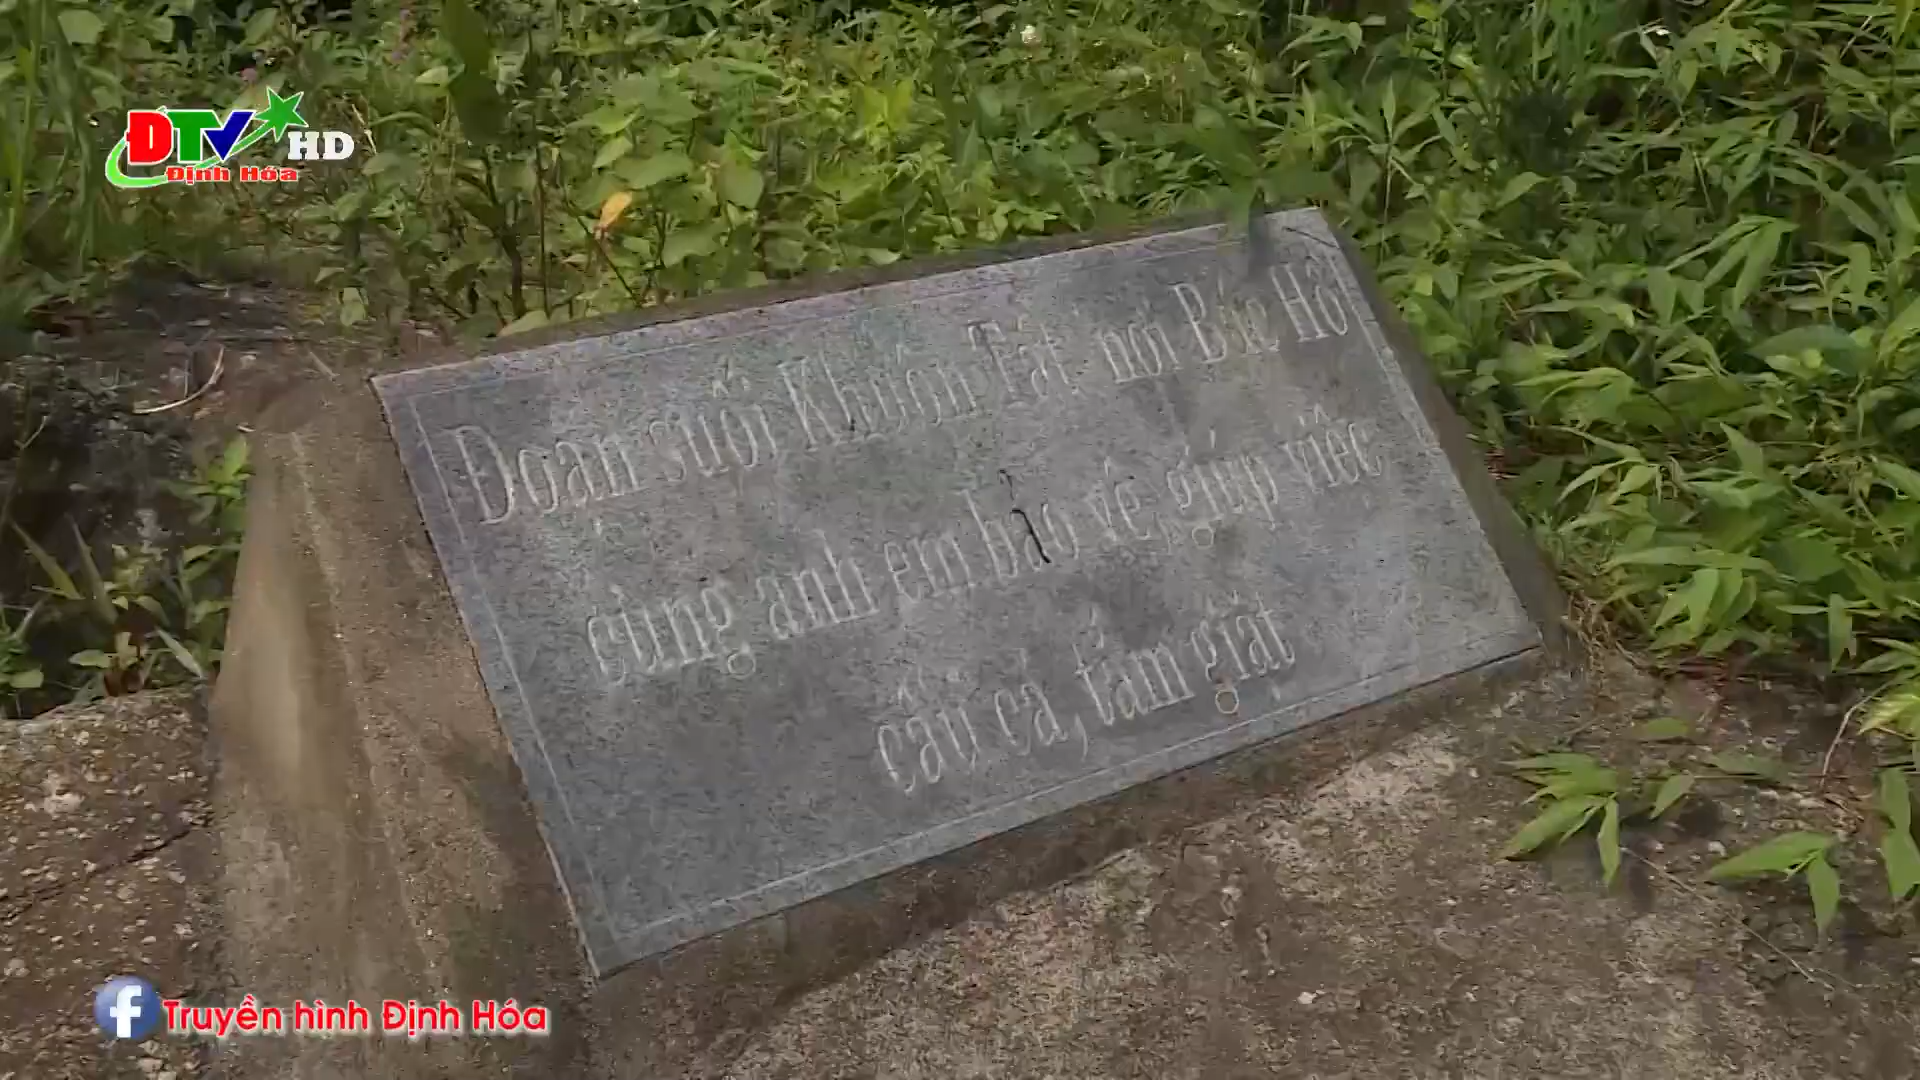 ĐTV HD
Định Hóa
Đoạn suối Khuôn Tát nơi Bác Hồ
cùng anh em bảo vệ, giúp việc
câu cá, tắm giặt
Truyền hình Định Hóa